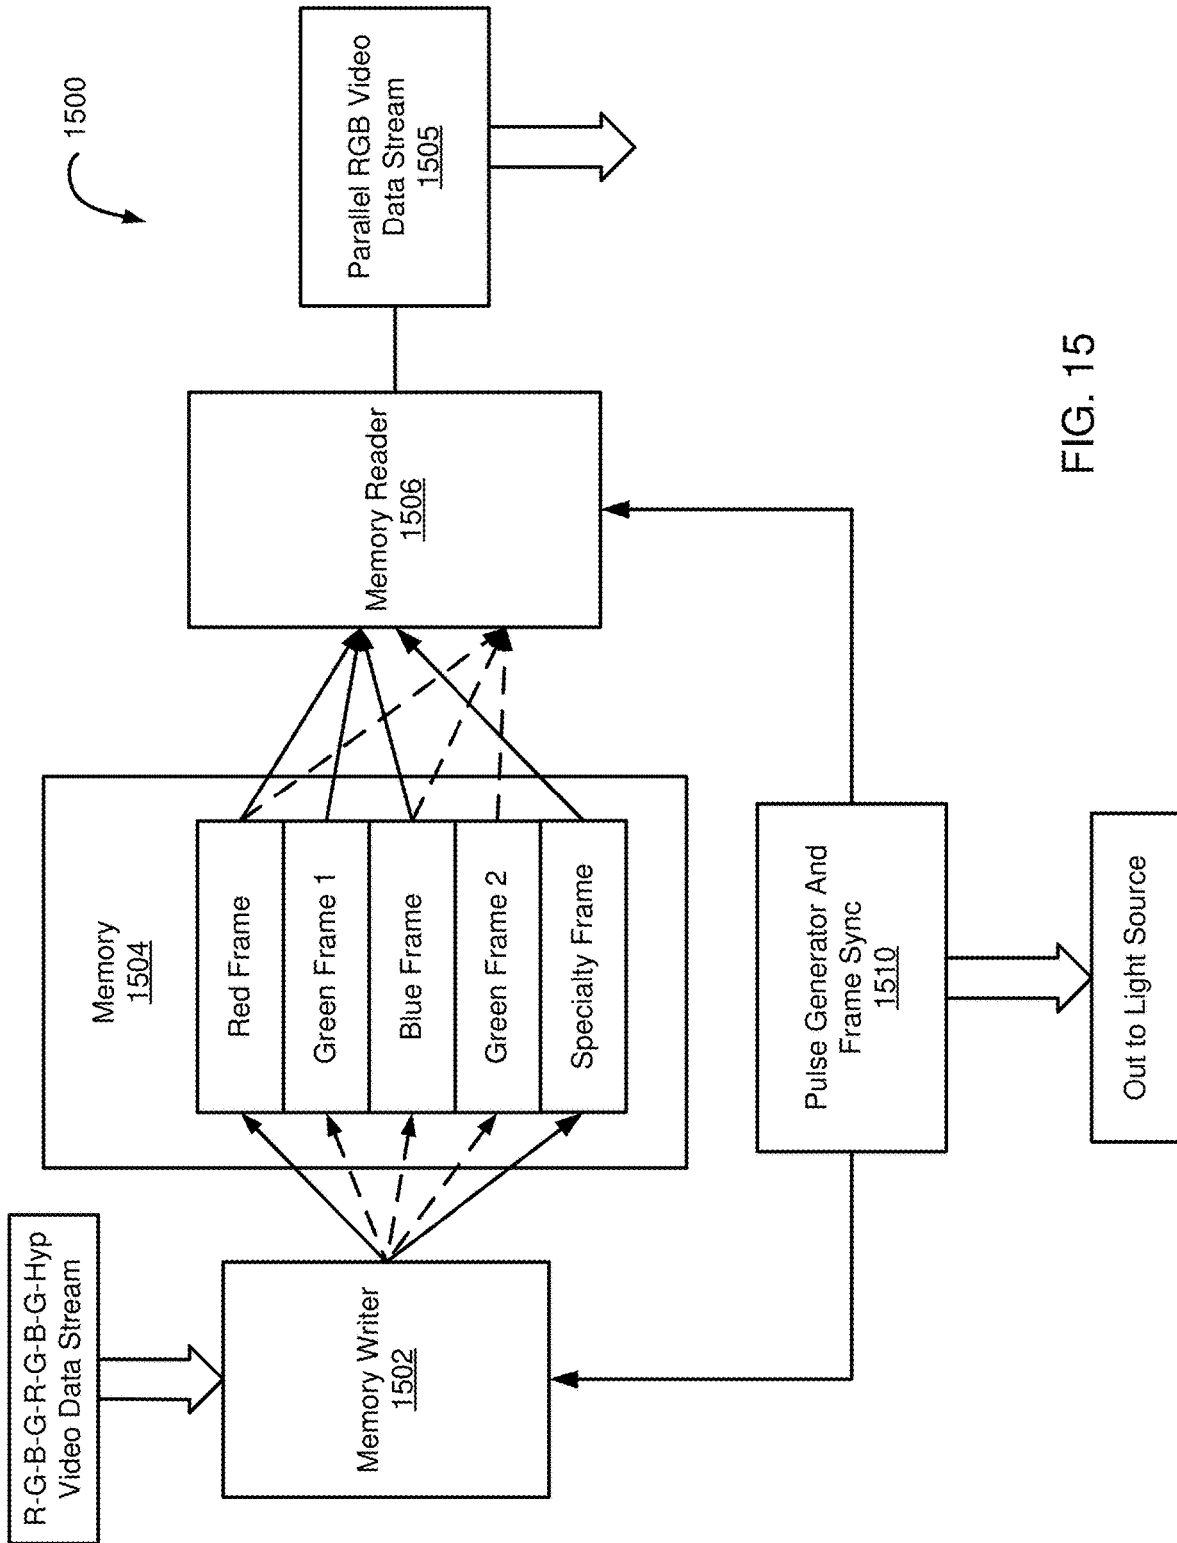 1500
R-G-B-G-R-G-B-G-Hyp
Video Data Stream
Memory Writer
1502
Memory
1504
Red Frame
Green Frame 1
Blue Frame
Green Frame 2
Specialty Frame
Memory Reader
1506
Parallel RGB Video
Data Stream
1505
Pulse Generator And
Frame Sync
1510
Out to Light Source
FIG. 15